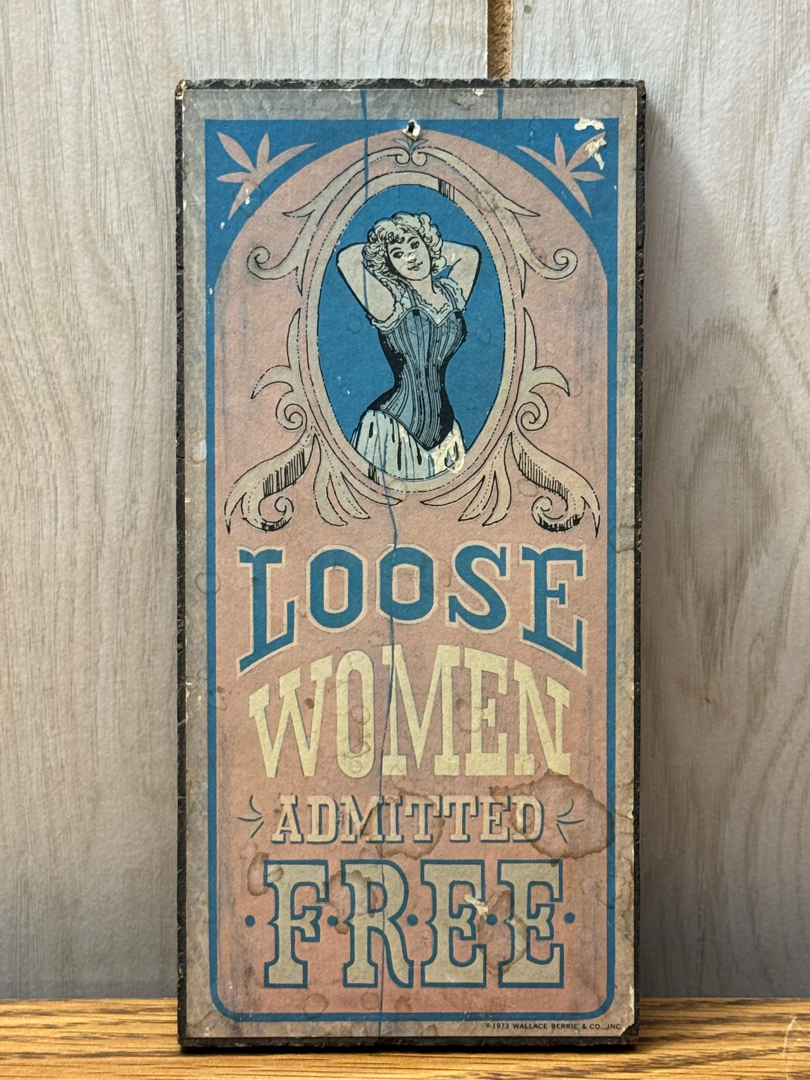 LOOSE
WOMEN
ADMITTED
F·R·E·E
© 1973 WALLACE BERRIE & CO., INC.